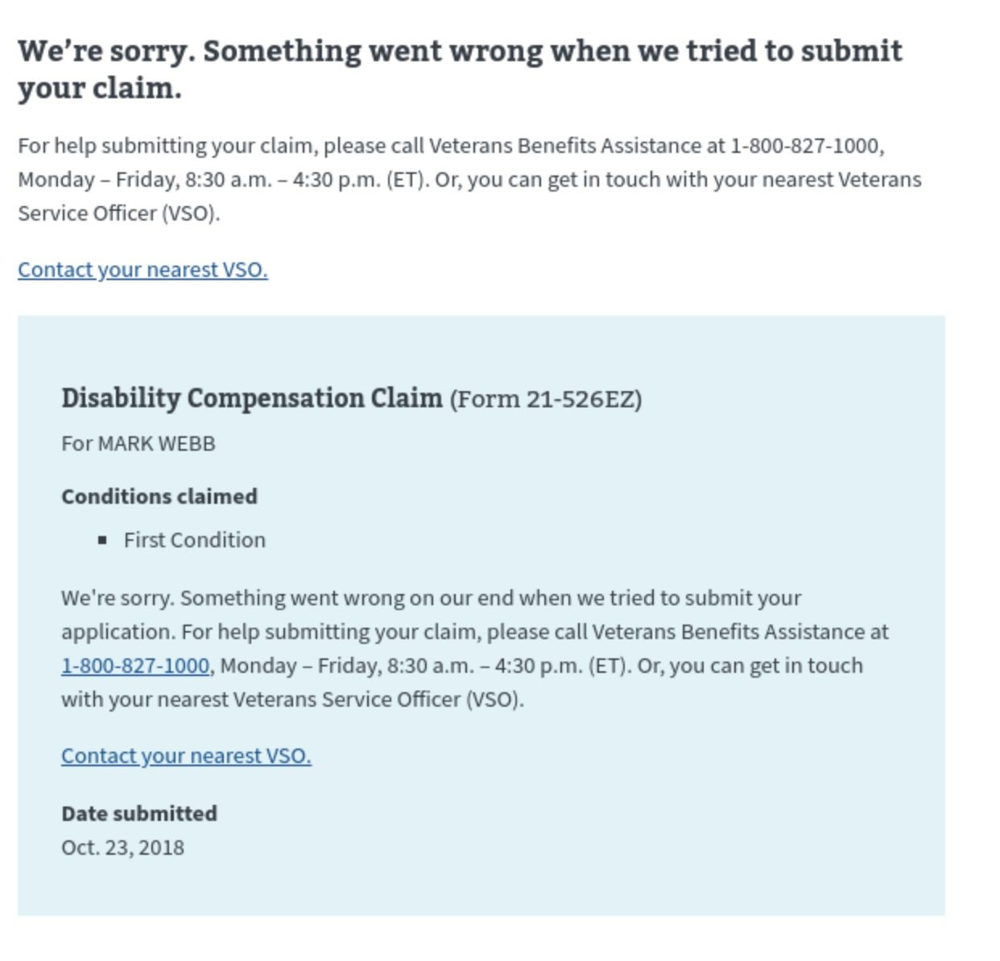 We’re sorry. Something went wrong when we tried to submit
your claim.
For help submitting your claim, please call Veterans Benefits Assistance at 1-800-827-1000,
Monday – Friday, 8:30 a.m. – 4:30 p.m. (ET). Or, you can get in touch with your nearest Veterans
Service Officer (VSO).
Contact your nearest VSO.
Disability Compensation Claim (Form 21-526EZ)
For MARK WEBB
Conditions claimed
▪ First Condition
We're sorry. Something went wrong on our end when we tried to submit your
application. For help submitting your claim, please call Veterans Benefits Assistance at
1-800-827-1000, Monday – Friday, 8:30 a.m. – 4:30 p.m. (ET). Or, you can get in touch
with your nearest Veterans Service Officer (VSO).
Contact your nearest VSO.
Date submitted
Oct. 23, 2018